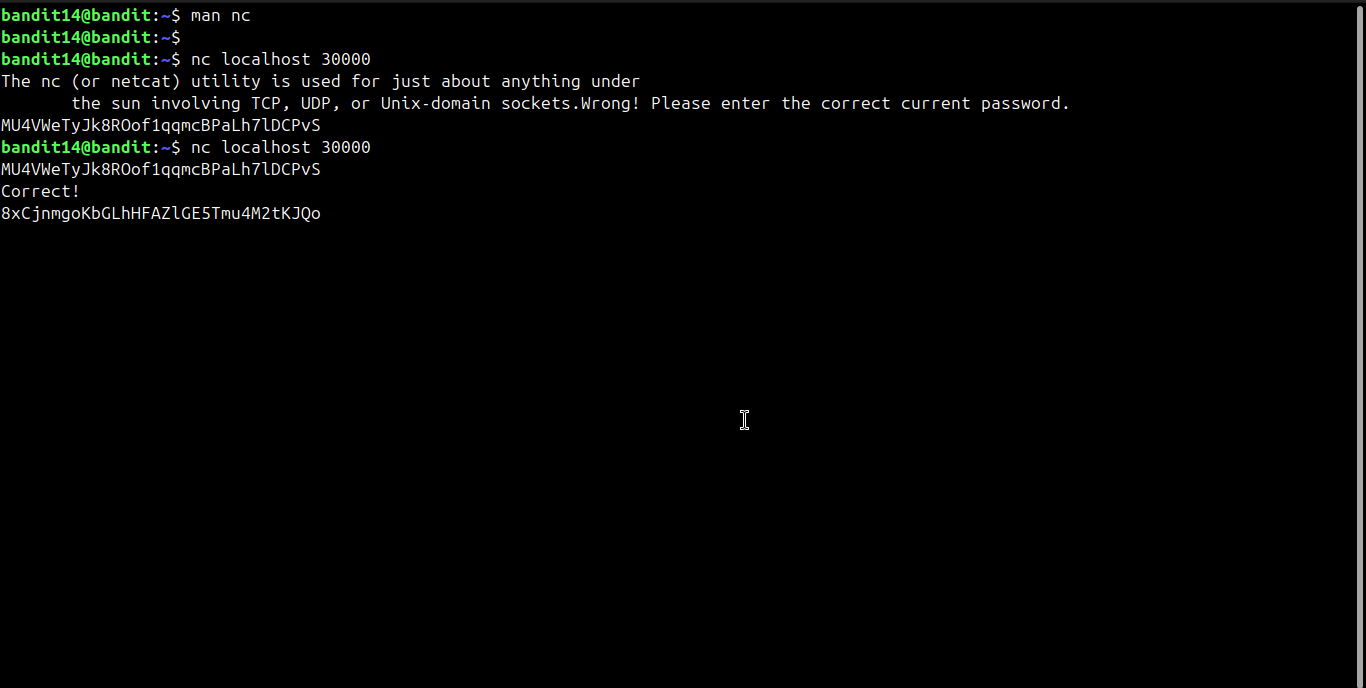 bandit14@bandit:~$ man nc
bandit14@bandit:~$
bandit14@bandit:~$ nc localhost 30000
The nc (or netcat) utility is used for just about anything under
       the sun involving TCP, UDP, or Unix-domain sockets.Wrong! Please enter the correct current password.
MU4VWeTyJk8ROof1qqmcBPaLh7lDCPvS
bandit14@bandit:~$ nc localhost 30000
MU4VWeTyJk8ROof1qqmcBPaLh7lDCPvS
Correct!
8xCjnmgoKbGLhHFAZlGE5Tmu4M2tKJQo